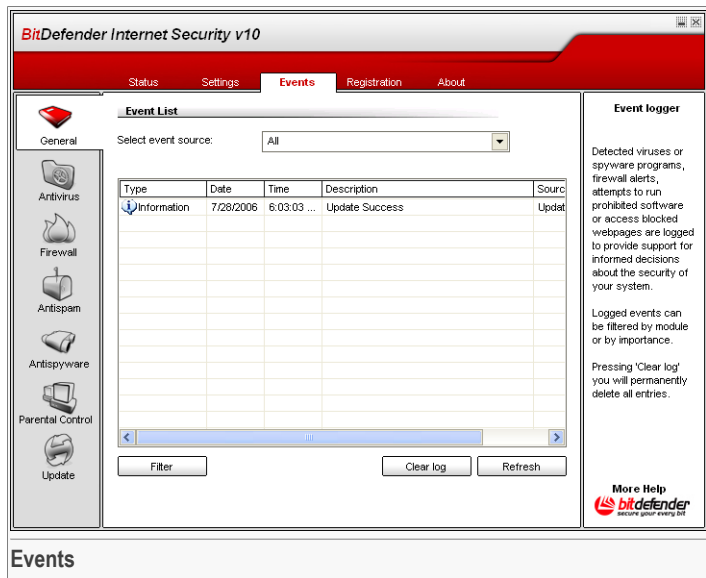 BitDefender Internet Security v10
Status Settings Events Registration About
General
Antivirus
Firewall
Antispam
Antispyware
Parental Control
Update
Event List
Select event source: All
Type Date Time Description Sourc
Information 7/28/2006 6:03:03 ... Update Success Updat
Filter Clear log Refresh
Event logger
Detected viruses or
spyware programs,
firewall alerts,
attempts to run
prohibited software
or access blocked
webpages are logged
to provide support for
informed decisions
about the security of
your system.
Logged events can
be filtered by module
or by importance.
Pressing 'Clear log'
you will permanently
delete all entries.
More Help
bitdefender
secure your every bit
Events